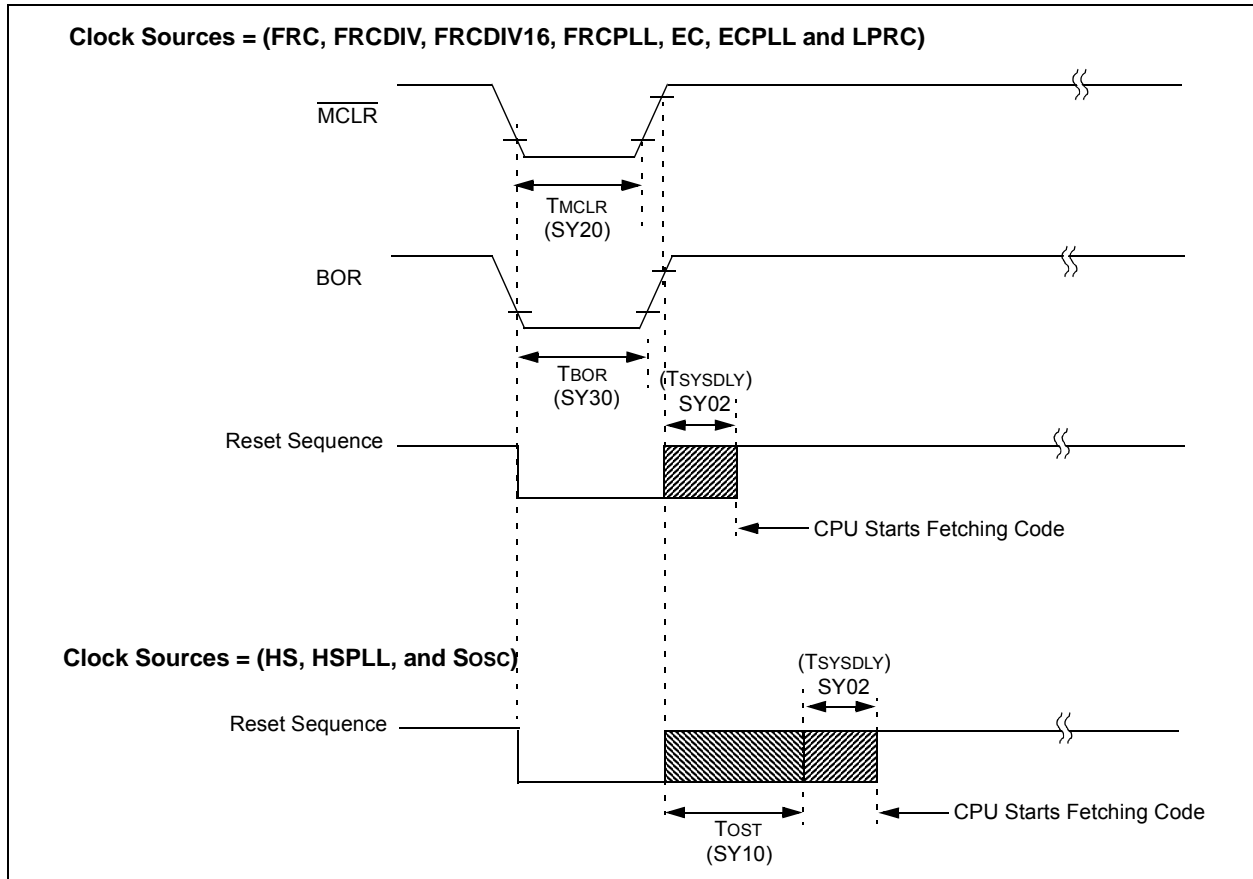 Clock Sources = (FRC, FRCDIV, FRCDIV16, FRCPLL, EC, ECPLL and LPRC)
MCLR
TMCLR
(SY20)
BOR
TBOR
(SY30)
(TSYSDLY)
SY02
Reset Sequence
CPU Starts Fetching Code
Clock Sources = (HS, HSPLL, and SOSC)
(TSYSDLY)
SY02
Reset Sequence
CPU Starts Fetching Code
TOST
(SY10)